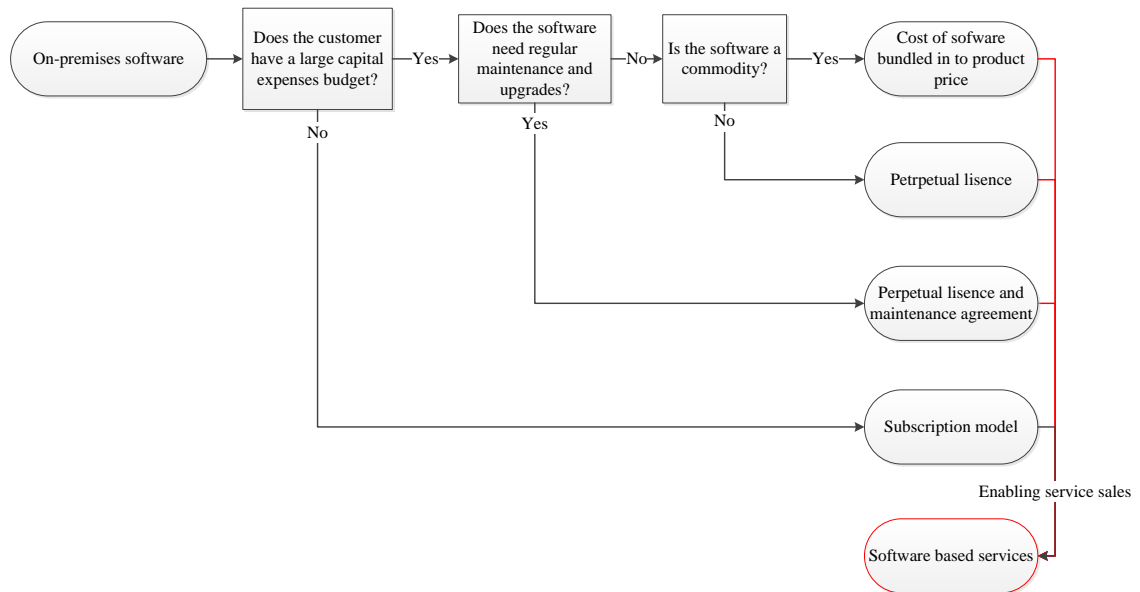 On-premises software
Does the customer
have a large capital
expenses budget?
Yes
Does the software
need regular
maintenance and
upgrades?
No
Is the software a
commodity?
Yes
Cost of sofware
bundled in to product
price
No
Yes
No
Petrpetual lisence
Perpetual lisence and
maintenance agreement
Subscription model
Enabling service sales
Software based services